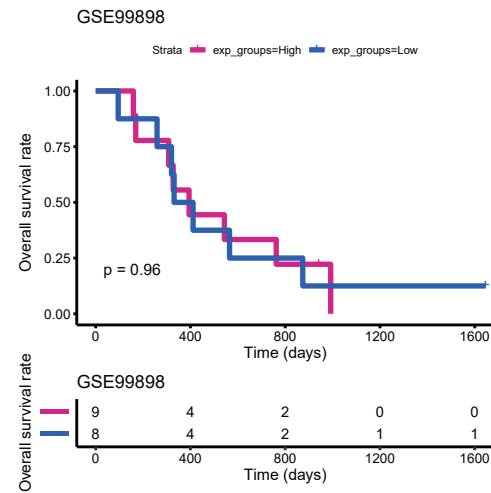 GSE99898
Strata exp_groups=High exp_groups=Low
Overall survival rate
1.00
0.75
0.50
0.25
0.00
p = 0.96
0 400 800 1200 1600
Time (days)
GSE99898
Overall survival rate
9 4 2 0 0
8 4 2 1 1
0 400 800 1200 1600
Time (days)